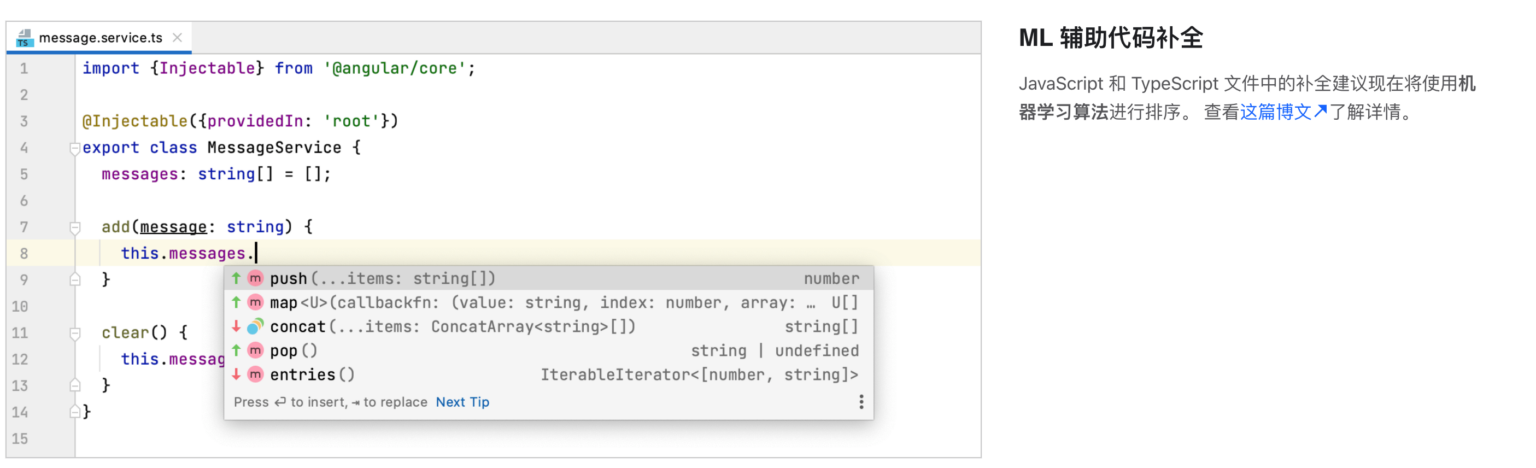 message.service.ts
1 import {Injectable} from '@angular/core';
2
3 @Injectable({providedIn: 'root'})
4 export class MessageService {
5 messages: string[] = [];
6
7 add(message: string) {
8 this.messages.
9 }
10
11 clear() {
12 this.messag
13 }
14 }
15
push(...items: string[]) number
map<U>(callbackfn: (value: string, index: number, array: … U[]
concat(...items: ConcatArray<string>[]) string[]
pop() string | undefined
entries() IterableIterator<[number, string]>
Press ⏎ to insert, ⇥ to replace Next Tip
ML 辅助代码补全
JavaScript 和 TypeScript 文件中的补全建议现在将使用机
器学习算法进行排序。 查看这篇博文↗了解详情。